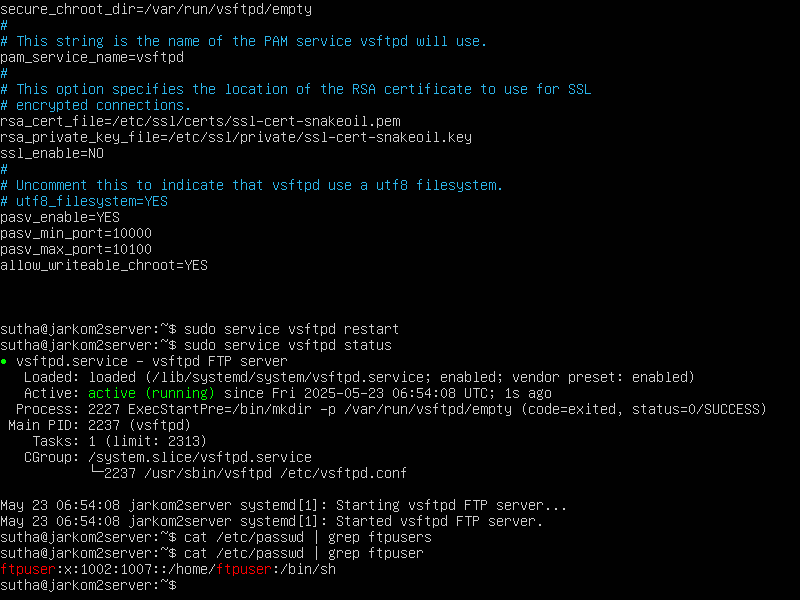 secure_chroot_dir=/var/run/vsftpd/empty
#
# This string is the name of the PAM service vsftpd will use.
pam_service_name=vsftpd
#
# This option specifies the location of the RSA certificate to use for SSL
# encrypted connections.
rsa_cert_file=/etc/ssl/certs/ssl-cert-snakeoil.pem
rsa_private_key_file=/etc/ssl/private/ssl-cert-snakeoil.key
ssl_enable=NO
#
# Uncomment this to indicate that vsftpd use a utf8 filesystem.
# utf8_filesystem=YES
pasv_enable=YES
pasv_min_port=10000
pasv_max_port=10100
allow_writeable_chroot=YES
sutha@jarkom2server:~$ sudo service vsftpd restart
sutha@jarkom2server:~$ sudo service vsftpd status
● vsftpd.service - vsftpd FTP server
   Loaded: loaded (/lib/systemd/system/vsftpd.service; enabled; vendor preset: enabled)
   Active: active (running) since Fri 2025-05-23 06:54:08 UTC; 1s ago
  Process: 2227 ExecStartPre=/bin/mkdir -p /var/run/vsftpd/empty (code=exited, status=0/SUCCESS)
 Main PID: 2237 (vsftpd)
    Tasks: 1 (limit: 2313)
   CGroup: /system.slice/vsftpd.service
           └─2237 /usr/sbin/vsftpd /etc/vsftpd.conf
May 23 06:54:08 jarkom2server systemd[1]: Starting vsftpd FTP server...
May 23 06:54:08 jarkom2server systemd[1]: Started vsftpd FTP server.
sutha@jarkom2server:~$ cat /etc/passwd | grep ftpusers
sutha@jarkom2server:~$ cat /etc/passwd | grep ftpuser
ftpuser:x:1002:1007::/home/ftpuser:/bin/sh
sutha@jarkom2server:~$